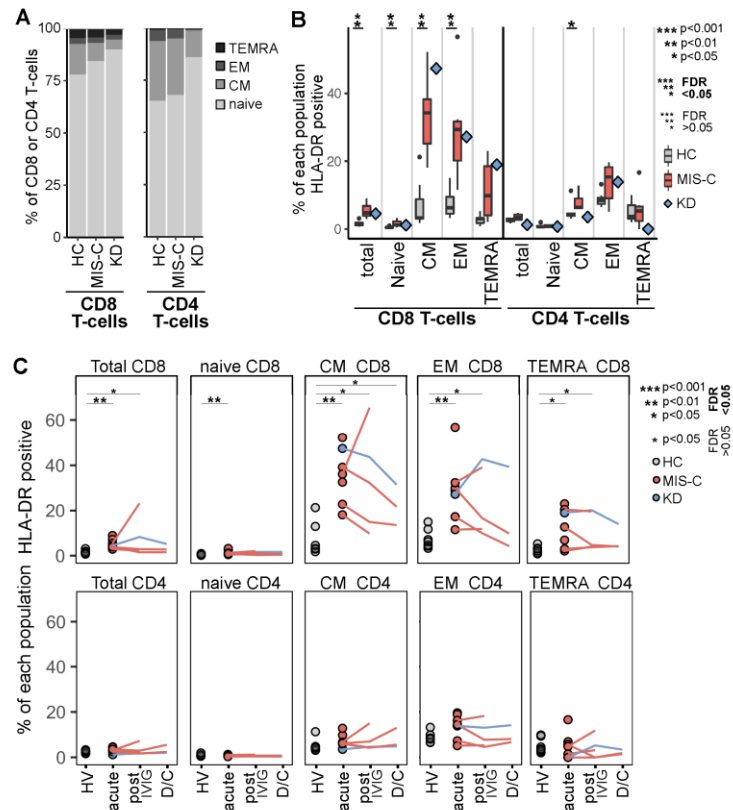 A
100
75
50
25
0
% of CD8 or CD4 T-cells
TEMRA
EM
CM
naive
HC
MIS-C
KD
HC
MIS-C
KD
CD8
T-cells
CD4
T-cells
B
% of each population
HLA-DR positive
40
20
0
** ** ** ** *
*** p<0.001
** p<0.01
* p<0.05
*** FDR
** <0.05
*
*** FDR
** >0.05
*
HC
MIS-C
KD
total
Naive
CM
EM
TEMRA
total
Naive
CM
EM
TEMRA
CD8 T-cells
CD4 T-cells
C
% of each population HLA-DR positive
Total CD8
naive CD8
CM CD8
EM CD8
TEMRA CD8
60
40
20
0
*
**
**
*
*
**
*
**
*
*
*** p<0.001
** p<0.01
* p<0.05
FDR
<0.05
* p<0.05
FDR
>0.05
HC
MIS-C
KD
Total CD4
naive CD4
CM CD4
EM CD4
TEMRA CD4
60
40
20
0
HV
acute
post
IVIG
D/C
HV
acute
post
IVIG
D/C
HV
acute
post
IVIG
D/C
HV
acute
post
IVIG
D/C
HV
acute
post
IVIG
D/C